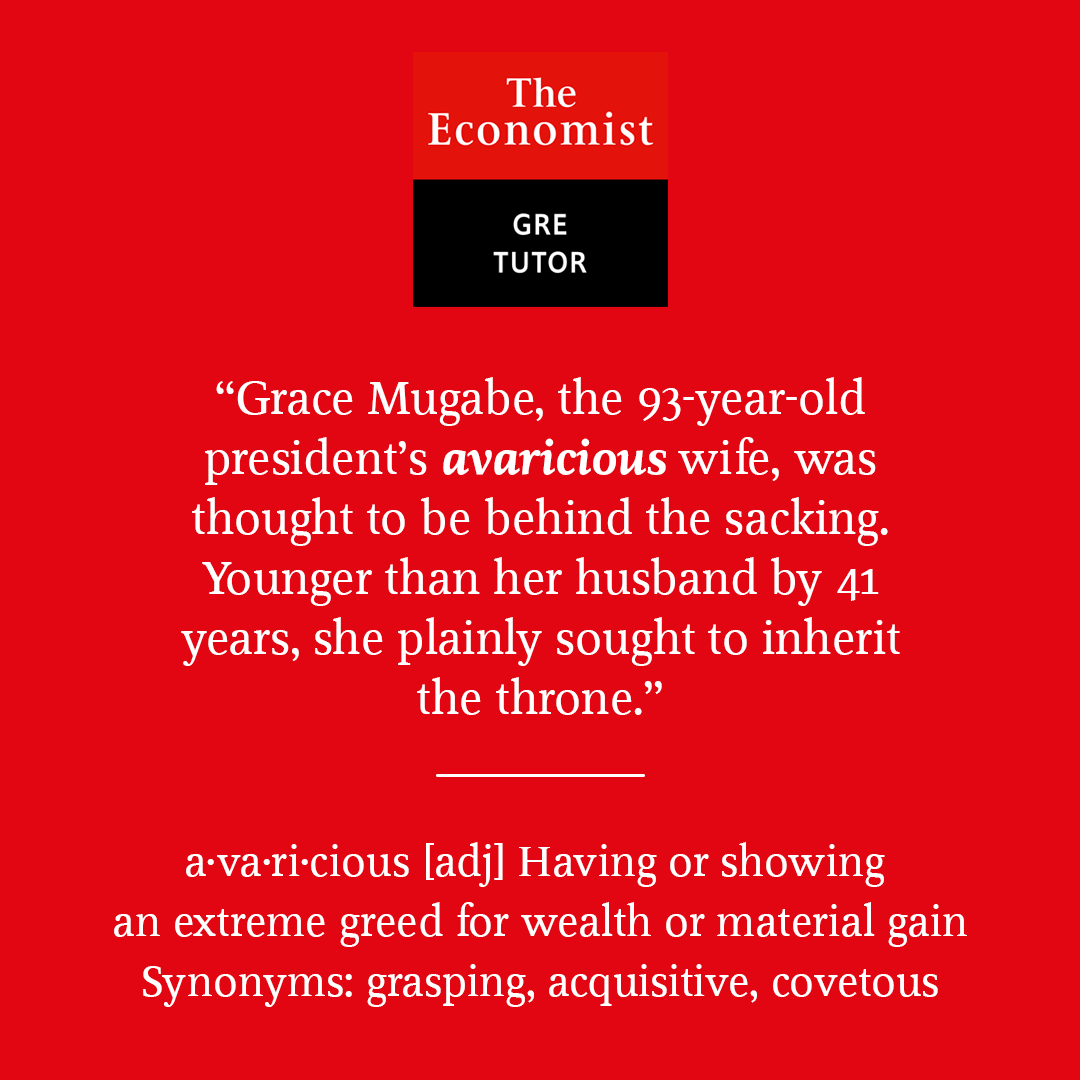 The
Economist
GRE
TUTOR
“Grace Mugabe, the 93-year-old
president’s avaricious wife, was
thought to be behind the sacking.
Younger than her husband by 41
years, she plainly sought to inherit
the throne.”
a·va·ri·cious [adj] Having or showing
an extreme greed for wealth or material gain
Synonyms: grasping, acquisitive, covetous